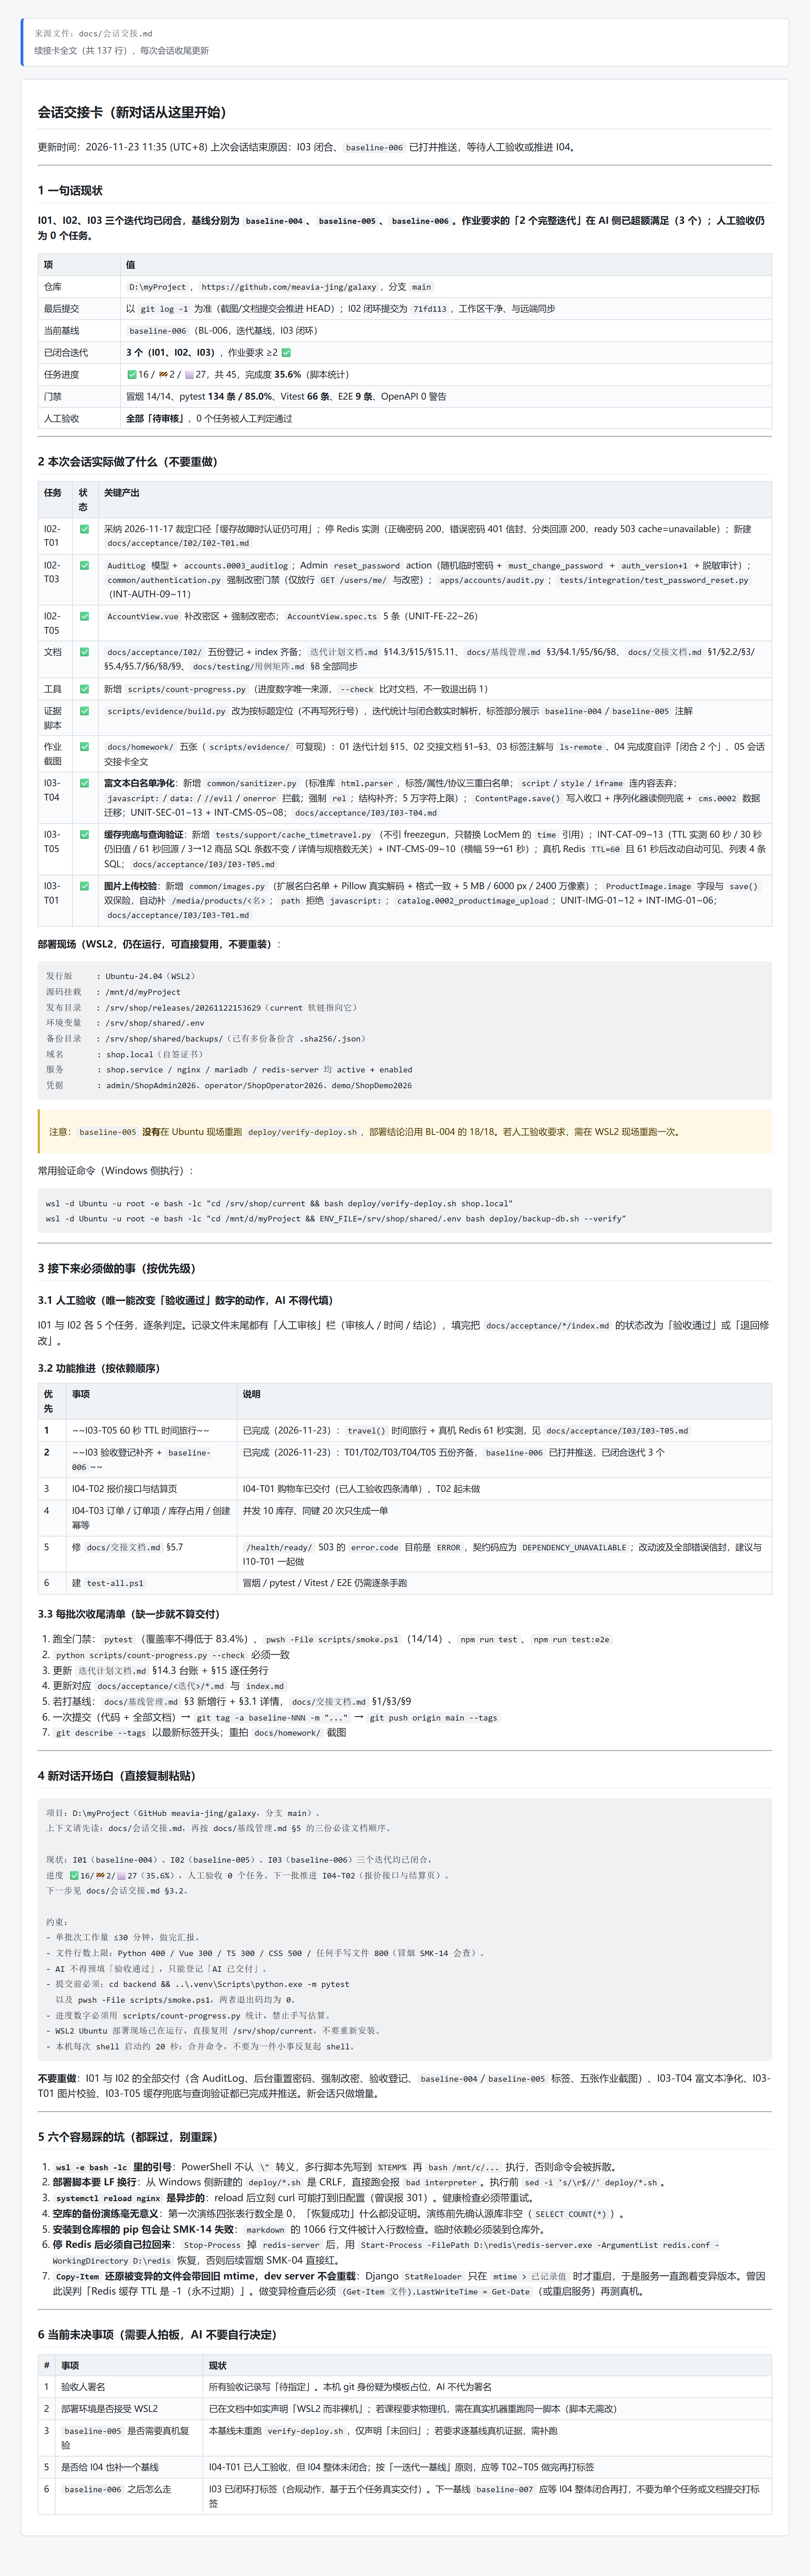 来源文件：docs/会话交接.md
续接卡全文（共 137 行），每次会话收尾更新
会话交接卡（新对话从这里开始）
更新时间：2026-11-23 11:35 (UTC+8) 上次会话结束原因：I03 闭合、baseline-006 已打并推送，等待人工验收或推进 I04。
1 一句话现状
I01、I02、I03 三个迭代均已闭合，基线分别为 baseline-004、baseline-005、baseline-006。作业要求的「2 个完整迭代」在 AI 侧已超额满足（3 个）；人工验收仍
为 0 个任务。
项 值
仓库 D:\myProject，https://github.com/meavia-jing/galaxy，分支 main
最后提交 以 git log -1 为准（截图/文档提交会推进 HEAD）；I02 闭环提交为 71fd113，工作区干净、与远端同步
当前基线 baseline-006（BL-006，迭代基线，I03 闭环）
已闭合迭代 3 个（I01、I02、I03），作业要求 ≥2 ✅
任务进度 ✅16 / 🚧2 / ⬜27，共 45，完成度 35.6%（脚本统计）
门禁 冒烟 14/14、pytest 134 条 / 85.0%、Vitest 66 条、E2E 9 条、OpenAPI 0 警告
人工验收 全部「待审核」，0 个任务被人工判定通过
2 本次会话实际做了什么（不要重做）
任务 状 关键产出
态
I02- ✅ 采纳 2026-11-17 裁定口径「缓存故障时认证仍可用」；停 Redis 实测（正确密码 200、错误密码 401 信封、分类回源 200、ready 503 cache=unavailable）；新建
T01 docs/acceptance/I02/I02-T01.md
I02- ✅ AuditLog 模型 + accounts.0003_auditlog；Admin reset_password action（随机临时密码 + must_change_password + auth_version+1 + 脱敏审计）；
T03 common/authentication.py 强制改密门禁（仅放行 GET /users/me/ 与改密）；apps/accounts/audit.py；tests/integration/test_password_reset.py
（INT-AUTH-09~11）
I02- ✅ AccountView.vue 补改密区 + 强制改密态；AccountView.spec.ts 5 条（UNIT-FE-22~26）
T05
文档 ✅ docs/acceptance/I02/ 五份登记 + index 齐备；迭代计划文档.md §14.3/§15/§15.11、docs/基线管理.md §3/§4.1/§5/§6/§8、docs/交接文档.md §1/§2.2/§3/
§5.4/§5.7/§6/§8/§9、docs/testing/用例矩阵.md §8 全部同步
工具 ✅ 新增 scripts/count-progress.py（进度数字唯一来源，--check 比对文档，不一致退出码 1）
证据 ✅ scripts/evidence/build.py 改为按标题定位（不再写死行号），迭代统计与闭合数实时解析，标签部分展示 baseline-004/baseline-005 注解
脚本
作业 ✅ docs/homework/ 五张（scripts/evidence/ 可复现）：01 迭代计划 §15、02 交接文档 §1–§3、03 标签注解与 ls-remote、04 完成度自评「闭合 2 个」、05 会话
截图 交接卡全文
I03- ✅ 富文本白名单净化：新增 common/sanitizer.py（标准库 html.parser，标签/属性/协议三重白名单；script/style/iframe 连内容丢弃；
T04 javascript:/data:///evil/onerror 拦截；强制 rel；结构补齐；5 万字符上限）；ContentPage.save() 写入收口 + 序列化器读侧兜底 + cms.0002 数据
迁移；UNIT-SEC-01~13 + INT-CMS-05~08；docs/acceptance/I03/I03-T04.md
I03- ✅ 缓存兜底与查询验证：新增 tests/support/cache_timetravel.py（不引 freezegun，只替换 LocMem 的 time 引用）；INT-CAT-09~13（TTL 实测 60 秒 / 30 秒
T05 仍旧值 / 61 秒回源 / 3→12 商品 SQL 条数不变 / 详情与规格数无关）+ INT-CMS-09~10（横幅 59→61 秒）；真机 Redis TTL=60 且 61 秒后改动自动可见、列表 4 条
SQL；docs/acceptance/I03/I03-T05.md
I03- ✅ 图片上传校验：新增 common/images.py（扩展名白名单 + Pillow 真实解码 + 格式一致 + 5 MB / 6000 px / 2400 万像素）；ProductImage.image 字段与 save()
T01 双保险，自动补 /media/products/<名>；path 拒绝 javascript:；catalog.0002_productimage_upload；UNIT-IMG-01~12 + INT-IMG-01~06；
docs/acceptance/I03/I03-T01.md
部署现场（WSL2，仍在运行，可直接复用，不要重装）：
发行版 : Ubuntu-24.04（WSL2）
源码挂载 : /mnt/d/myProject
发布目录 : /srv/shop/releases/20261122153629（current 软链指向它）
环境变量 : /srv/shop/shared/.env
备份目录 : /srv/shop/shared/backups/（已有多份备份含 .sha256/.json）
域名 : shop.local（自签证书）
服务 : shop.service / nginx / mariadb / redis-server 均 active + enabled
凭据 : admin/ShopAdmin2026、operator/ShopOperator2026、demo/ShopDemo2026
注意：baseline-005 没有在 Ubuntu 现场重跑 deploy/verify-deploy.sh，部署结论沿用 BL-004 的 18/18。若人工验收要求，需在 WSL2 现场重跑一次。
常用验证命令（Windows 侧执行）：
wsl -d Ubuntu -u root -e bash -lc "cd /srv/shop/current && bash deploy/verify-deploy.sh shop.local"
wsl -d Ubuntu -u root -e bash -lc "cd /mnt/d/myProject && ENV_FILE=/srv/shop/shared/.env bash deploy/backup-db.sh --verify"
3 接下来必须做的事（按优先级）
3.1 人工验收（唯一能改变「验收通过」数字的动作，AI 不得代填）
I01 与 I02 各 5 个任务，逐条判定。记录文件末尾都有「人工审核」栏（审核人 / 时间 / 结论），填完把 docs/acceptance/*/index.md 的状态改为「验收通过」或「退回修
改」。
3.2 功能推进（按依赖顺序）
优 事项 说明
先
1 ~~I03-T05 60 秒 TTL 时间旅行~~ 已完成（2026-11-23）：travel() 时间旅行 + 真机 Redis 61 秒实测，见 docs/acceptance/I03/I03-T05.md
2 ~~I03 验收登记补齐 + baseline- 已完成（2026-11-23）：T01/T02/T03/T04/T05 五份齐备，baseline-006 已打并推送，已闭合迭代 3 个
006~~
3 I04-T02 报价接口与结算页 I04-T01 购物车已交付（已人工验收四条清单），T02 起未做
4 I04-T03 订单 / 订单项 / 库存占用 / 创建 并发 10 库存、同键 20 次只生成一单
幂等
5 修 docs/交接文档.md §5.7 /health/ready/ 503 的 error.code 目前是 ERROR，契约码应为 DEPENDENCY_UNAVAILABLE；改动波及全部错误信封，建议与
I10-T01 一起做
6 建 test-all.ps1 冒烟 / pytest / Vitest / E2E 仍需逐条手跑
3.3 每批次收尾清单（缺一步就不算交付）
1. 跑全门禁：pytest（覆盖率不得低于 83.4%）、pwsh -File scripts/smoke.ps1（14/14）、npm run test、npm run test:e2e
2. python scripts/count-progress.py --check 必须一致
3. 更新 迭代计划文档.md §14.3 台账 + §15 逐任务行
4. 更新对应 docs/acceptance/<迭代>/*.md 与 index.md
5. 若打基线：docs/基线管理.md §3 新增行 + §3.1 详情，docs/交接文档.md §1/§3/§9
6. 一次提交（代码 + 全部文档）→ git tag -a baseline-NNN -m "..." → git push origin main --tags
7. git describe --tags 以最新标签开头；重拍 docs/homework/ 截图
4 新对话开场白（直接复制粘贴）
项目：D:\myProject（GitHub meavia-jing/galaxy，分支 main）。
上下文请先读：docs/会话交接.md，再按 docs/基线管理.md §5 的三份必读文档顺序。
现状：I01（baseline-004）、I02（baseline-005）、I03（baseline-006）三个迭代均已闭合，
进度 ✅16/🚧2/⬜27（35.6%），人工验收 0 个任务。下一批推进 I04-T02（报价接口与结算页）。
下一步见 docs/会话交接.md §3.2。
约束：
- 单批次工作量 ≤30 分钟，做完汇报。
- 文件行数上限：Python 400 / Vue 300 / TS 300 / CSS 500 / 任何手写文件 800（冒烟 SMK-14 会查）。
- AI 不得预填「验收通过」，只能登记「AI 已交付」。
- 提交前必须：cd backend && ..\.venv\Scripts\python.exe -m pytest
以及 pwsh -File scripts/smoke.ps1，两者退出码均为 0。
- 进度数字必须用 scripts/count-progress.py 统计，禁止手写估算。
- WSL2 Ubuntu 部署现场已在运行，直接复用 /srv/shop/current，不要重新安装。
- 本机每次 shell 启动约 20 秒；合并命令，不要为一件小事反复起 shell。
不要重做：I01 与 I02 的全部交付（含 AuditLog、后台重置密码、强制改密、验收登记、baseline-004/baseline-005 标签、五张作业截图）、I03-T04 富文本净化、I03-
T01 图片校验、I03-T05 缓存兜底与查询验证都已完成并推送。新会话只做增量。
5 六个容易踩的坑（都踩过，别重踩）
1. wsl -e bash -lc 里的引号：PowerShell 不认 \" 转义，多行脚本先写到 %TEMP% 再 bash /mnt/c/... 执行，否则命令会被拆散。
2. 部署脚本要 LF 换行：从 Windows 侧新建的 deploy/*.sh 是 CRLF，直接跑会报 bad interpreter。执行前 sed -i 's/\r$//' deploy/*.sh。
3. systemctl reload nginx 是异步的：reload 后立刻 curl 可能打到旧配置（曾误报 301）。健康检查必须带重试。
4. 空库的备份演练毫无意义：第一次演练四张表行数全是 0，「恢复成功」什么都没证明。演练前先确认源库非空（SELECT COUNT(*)）。
5. 安装到仓库根的 pip 包会让 SMK-14 失败：markdown 的 1066 行文件被计入行数检查。临时依赖必须装到仓库外。
6. 停 Redis 后必须自己拉回来：Stop-Process 掉 redis-server 后，用 Start-Process -FilePath D:\redis\redis-server.exe -ArgumentList redis.conf -
WorkingDirectory D:\redis 恢复，否则后续冒烟 SMK-04 直接红。
7. Copy-Item 还原被变异的文件会带回旧 mtime，dev server 不会重载：Django StatReloader 只在 mtime > 已记录值 时才重启，于是服务一直跑着变异版本。曾因
此误判「Redis 缓存 TTL 是 -1（永不过期）」。做变异检查后必须 (Get-Item 文件).LastWriteTime = Get-Date（或重启服务）再测真机。
6 当前未决事项（需要人拍板，AI 不要自行决定）
# 事项 现状
1 验收人署名 所有验收记录写「待指定」。本机 git 身份疑为模板占位，AI 不代为署名
2 部署环境是否接受 WSL2 已在文档中如实声明「WSL2 而非裸机」；若课程要求物理机，需在真实机器重跑同一脚本（脚本无需改）
3 baseline-005 是否需要真机复 本基线未重跑 verify-deploy.sh，仅声明「未回归」；若要求逐基线真机证据，需补跑
验
5 是否给 I04 也补一个基线 I04-T01 已人工验收，但 I04 整体未闭合；按「一迭代一基线」原则，应等 T02~T05 做完再打标签
6 baseline-006 之后怎么走 I03 已闭环打标签（合规动作，基于五个任务真实交付）。下一基线 baseline-007 应等 I04 整体闭合再打，不要为单个任务或文档提交打标
签